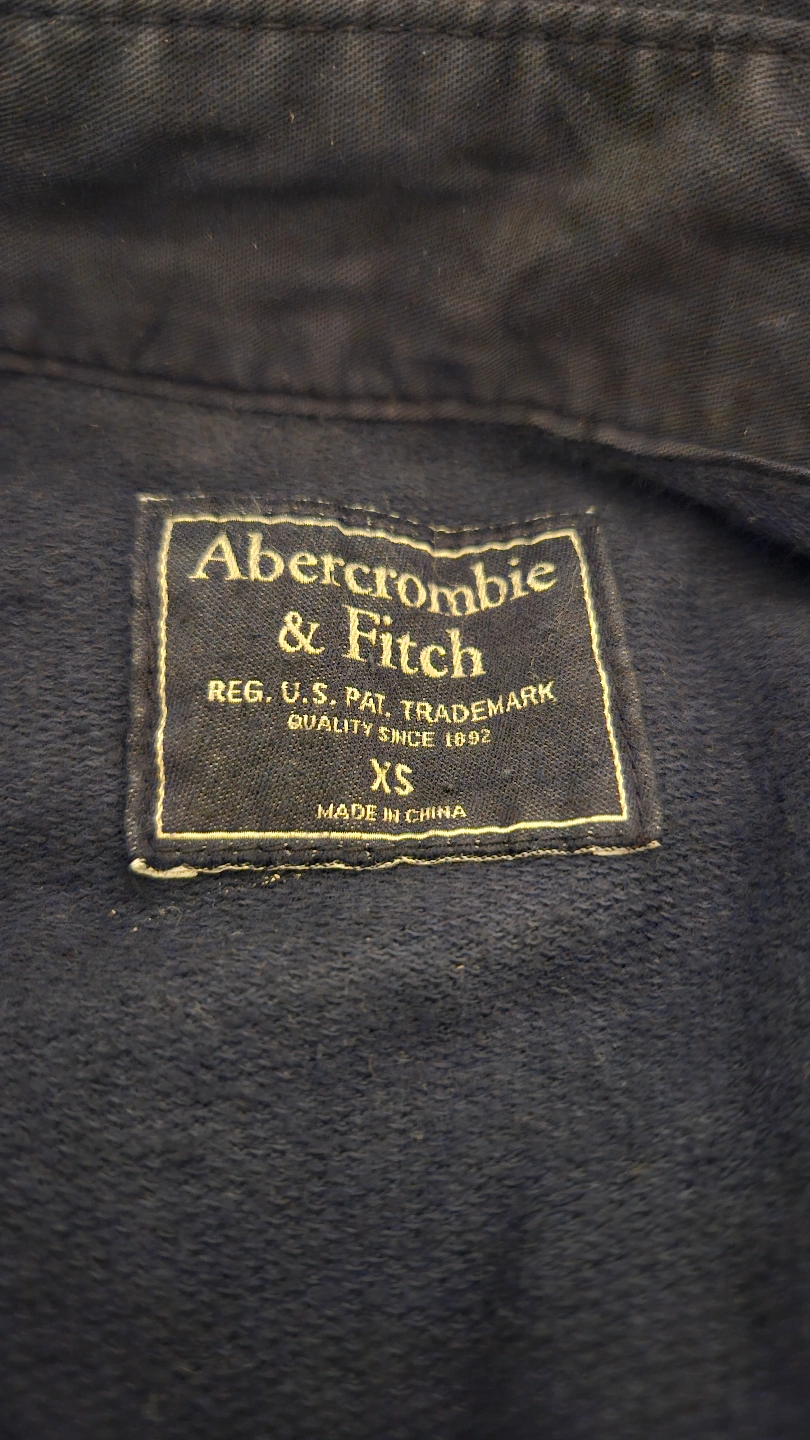 Abercrombie
& Fitch
REG. U.S. PAT. TRADEMARK
QUALITY SINCE 1892
XS
MADE IN CHINA